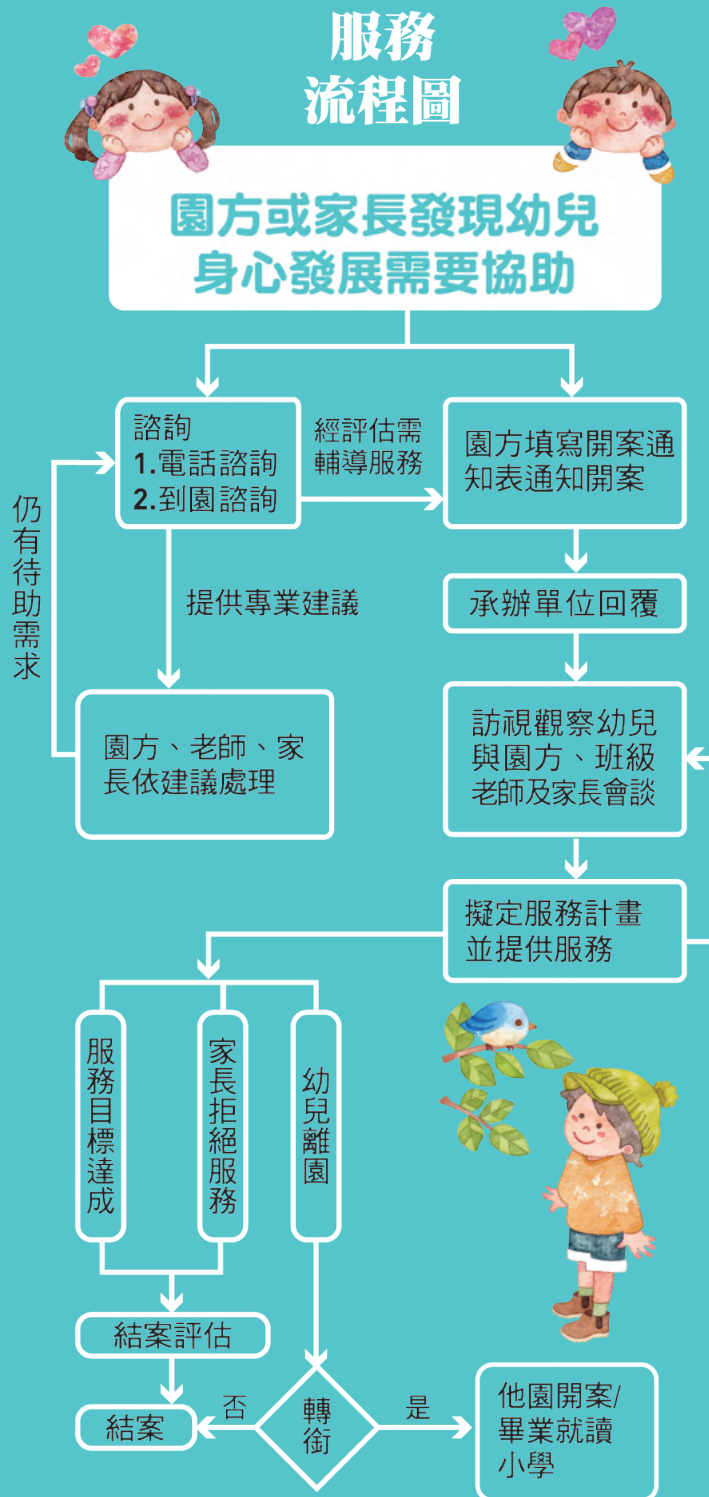 服務
流程圖
園方或家長發現幼兒
身心發展需要協助
諮詢
1.電話諮詢
2.到園諮詢
經評估需
輔導服務
園方填寫開案通
知表通知開案
仍有待助需求
提供專業建議
承辦單位回覆
園方、老師、家
長依建議處理
訪視觀察幼兒
與園方、班級
老師及家長會談
擬定服務計畫
並提供服務
服務目標達成
家長拒絕服務
幼兒離園
結案評估
結案
否
轉
銜
是
他園開案/
畢業就讀
小學